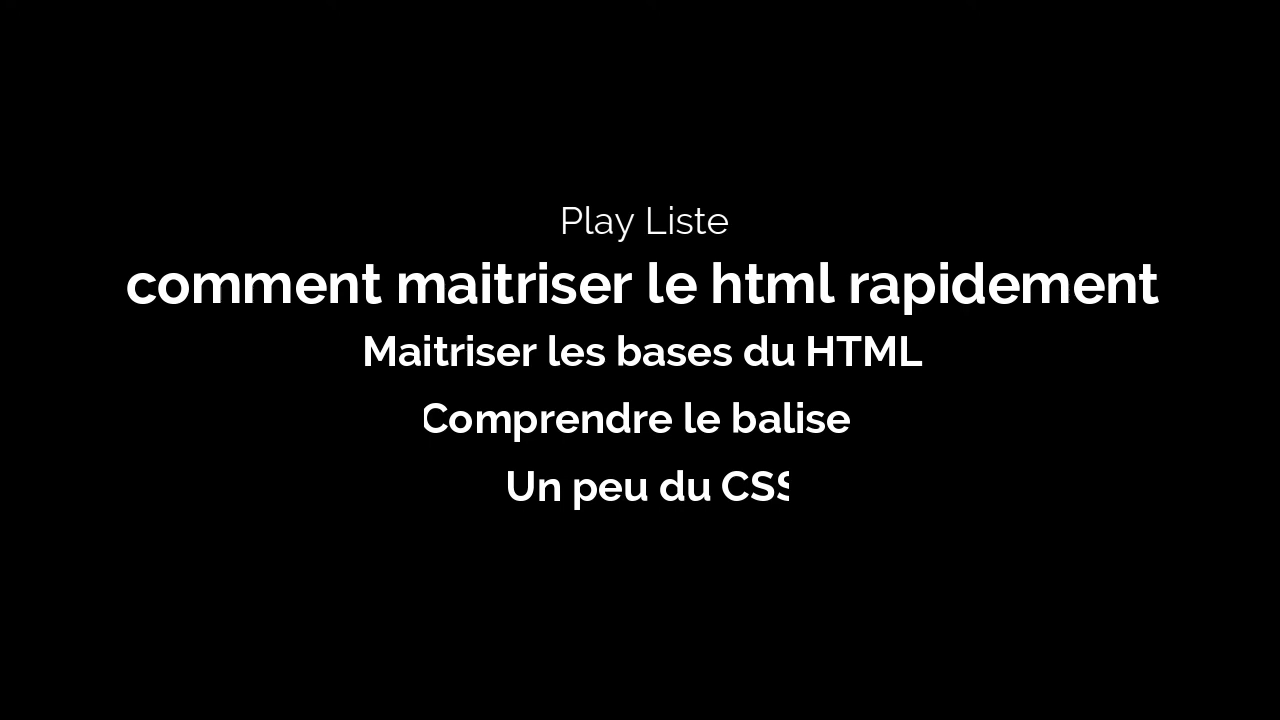 Play Liste
comment maitriser le html rapidement
Maitriser les bases du HTML
Comprendre le balise
Un peu du CSS